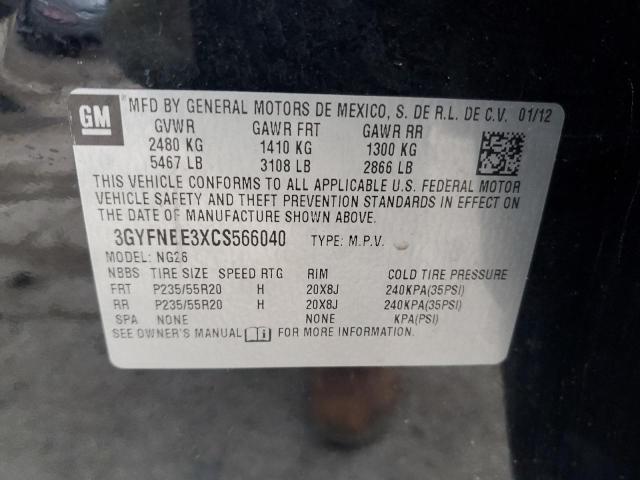 GM
MFD BY GENERAL MOTORS DE MEXICO, S. DE R.L. DE C.V. 01/12
GVWR GAWR FRT GAWR RR
2480 KG 1410 KG 1300 KG
5467 LB 3108 LB 2866 LB
THIS VEHICLE CONFORMS TO ALL APPLICABLE U.S. FEDERAL MOTOR
VEHICLE SAFETY AND THEFT PREVENTION STANDARDS IN EFFECT ON
THE DATE OF MANUFACTURE SHOWN ABOVE.
3GYFNEE3XCS566040 TYPE: M.P.V.
MODEL: NG26
NBBS TIRE SIZE SPEED RTG RIM COLD TIRE PRESSURE
FRT P235/55R20 H 20X8J 240KPA(35PSI)
RR P235/55R20 H 20X8J 240KPA(35PSI)
SPA NONE NONE KPA(PSI)
SEE OWNER'S MANUAL FOR MORE INFORMATION.